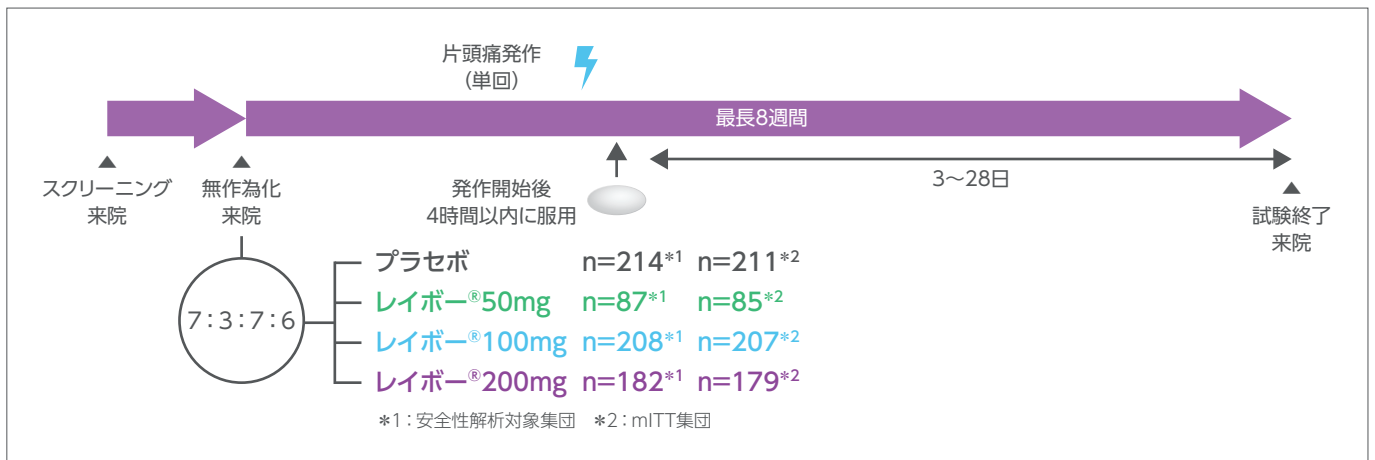 片頭痛発作
(単回)
最長8週間
スクリーニング
来院
無作為化
来院
発作開始後
4時間以内に服用
3〜28日
試験終了
来院
7:3:7:6
プラセボ n=214*1 n=211*2
レイボー®50mg n=87*1 n=85*2
レイボー®100mg n=208*1 n=207*2
レイボー®200mg n=182*1 n=179*2
*1:安全性解析対象集団 *2:mITT集団